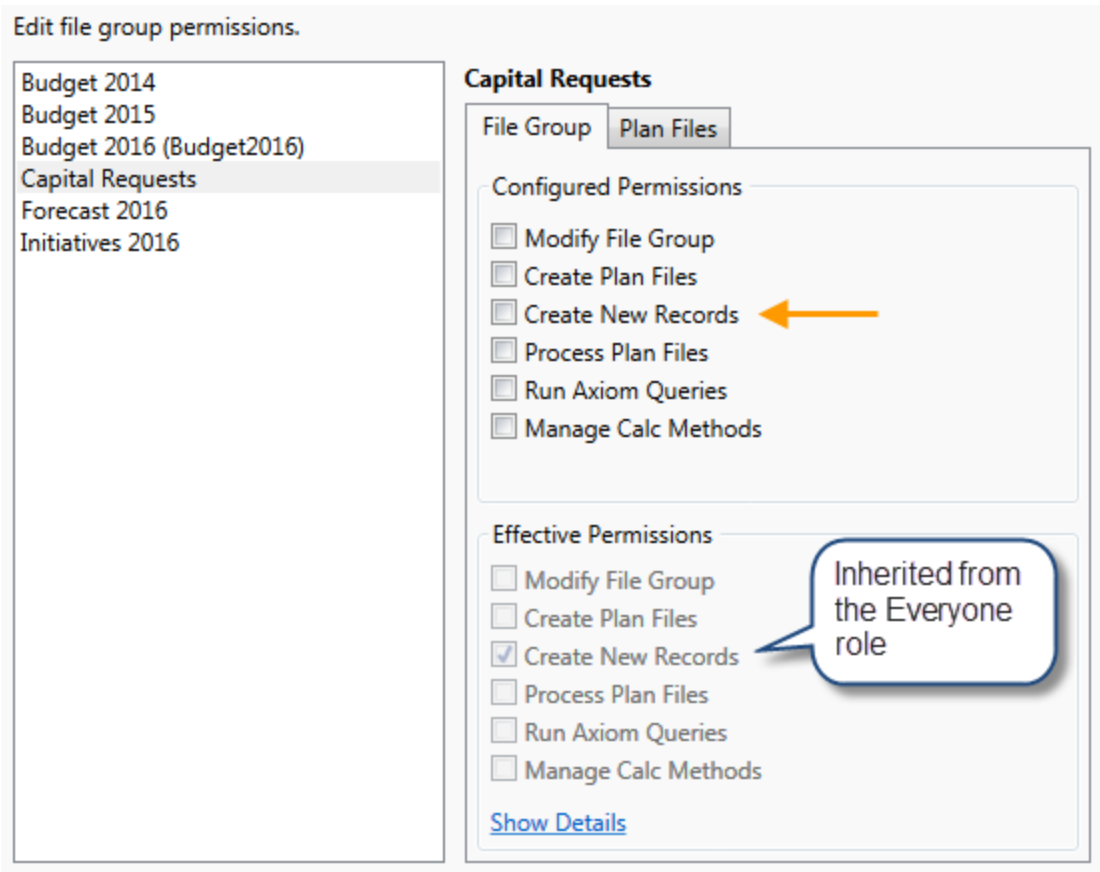 Edit file group permissions.
Budget 2014
Budget 2015
Budget 2016 (Budget2016)
Capital Requests
Forecast 2016
Initiatives 2016
Capital Requests
File Group
Plan Files
Configured Permissions
Modify File Group
Create Plan Files
Create New Records
Process Plan Files
Run Axiom Queries
Manage Calc Methods
Effective Permissions
Modify File Group
Create Plan Files
Create New Records
Process Plan Files
Run Axiom Queries
Manage Calc Methods
Show Details
Inherited from
the Everyone
role